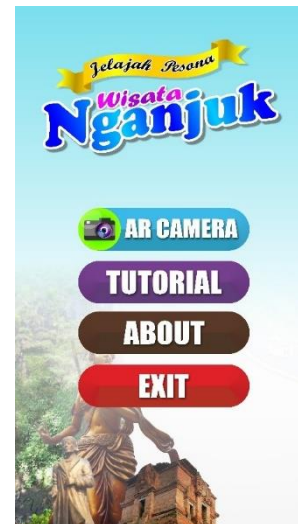 Jelajah Pesona
Wisata
Nganjuk
AR CAMERA
TUTORIAL
ABOUT
EXIT